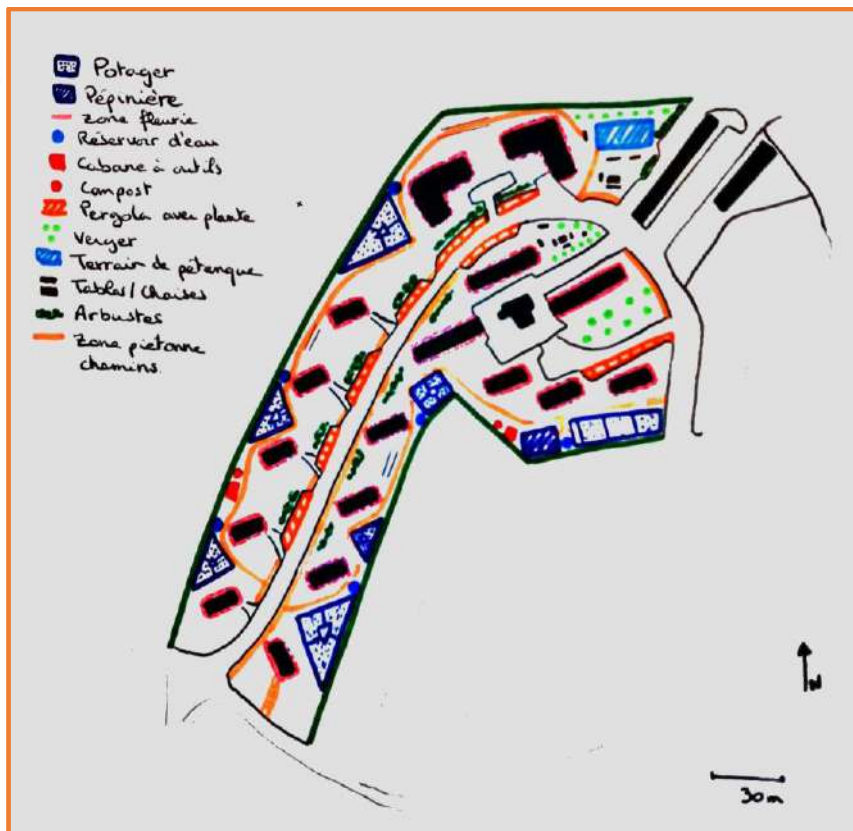 Potager
Pépinière
Zone fleurie
Réservoir d'eau
Cabane à outils
Compost
Pergola avec plante
Verger
Terrain de pétanque
Tables/chaises
Arbustes
Zone piétonne
chemins.
N
30m